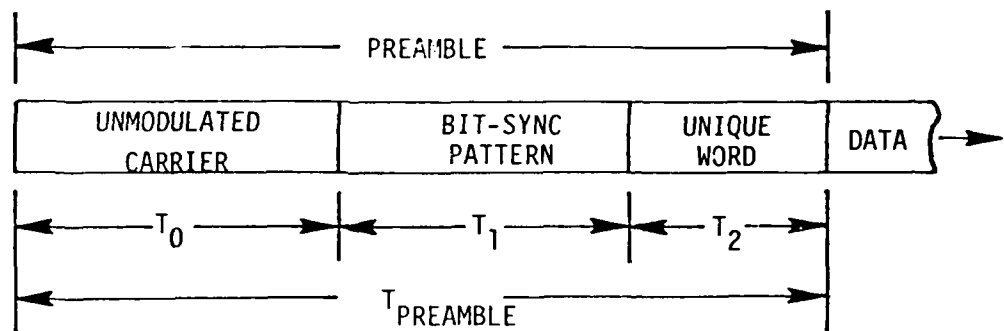 PREAMBLE
UNMODULATED
CARRIER
BIT-SYNC
PATTERN
UNIQUE
WORD
DATA
T0
T1
T2
TPREAMBLE